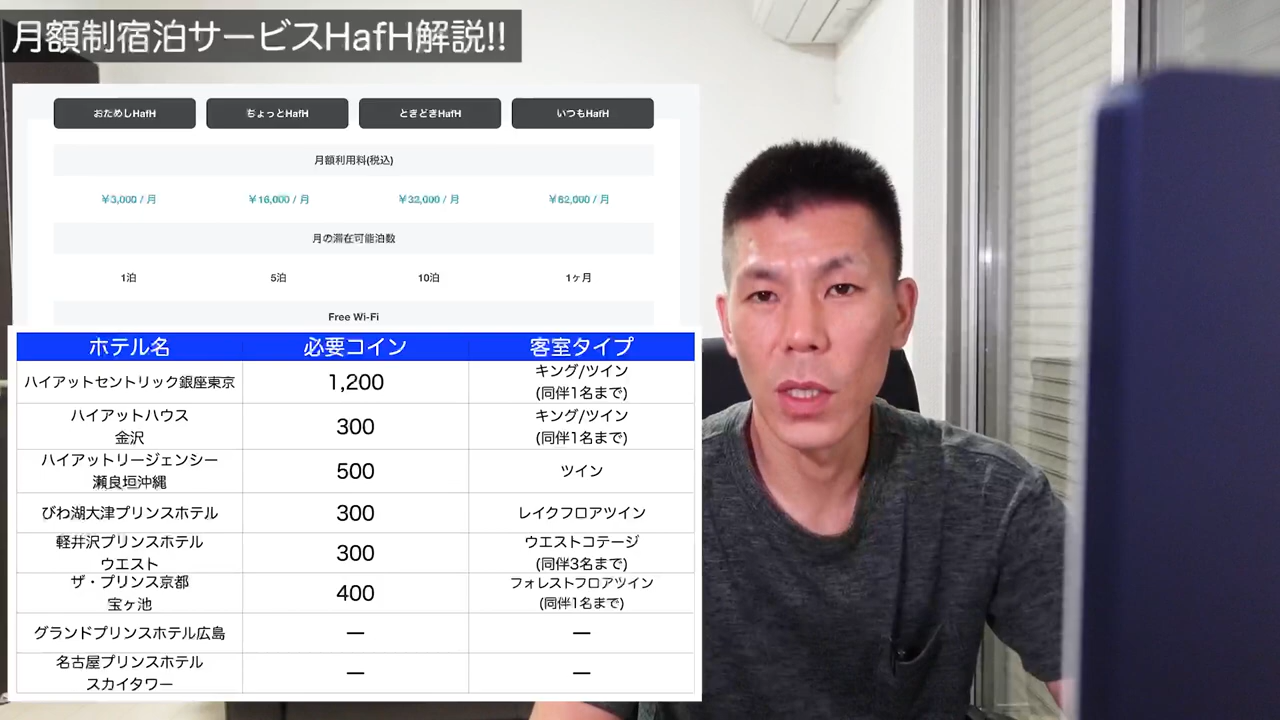 月額制宿泊サービスHafH解説!!
おためしHafH ちょっとHafH ときどきHafH いつもHafH
月額利用料(税込)
¥3,000 / 月 ¥16,000 / 月 ¥32,000 / 月 ¥82,000 / 月
月の滞在可能泊数
1泊 5泊 10泊 1ヶ月
Free Wi-Fi
ホテル名 必要コイン 客室タイプ
ハイアットセントリック銀座東京 1,200 キング/ツイン
(同伴1名まで)
ハイアットハウス
金沢 300 キング/ツイン
(同伴1名まで)
ハイアットリージェンシー
瀬良垣沖縄 500 ツイン
びわ湖大津プリンスホテル 300 レイクフロアツイン
軽井沢プリンスホテル
ウエスト 300 ウエストコテージ
(同伴3名まで)
ザ・プリンス京都
宝ヶ池 400 フォレストフロアツイン
(同伴1名まで)
グランドプリンスホテル広島 ー ー
名古屋プリンスホテル
スカイタワー ー ー